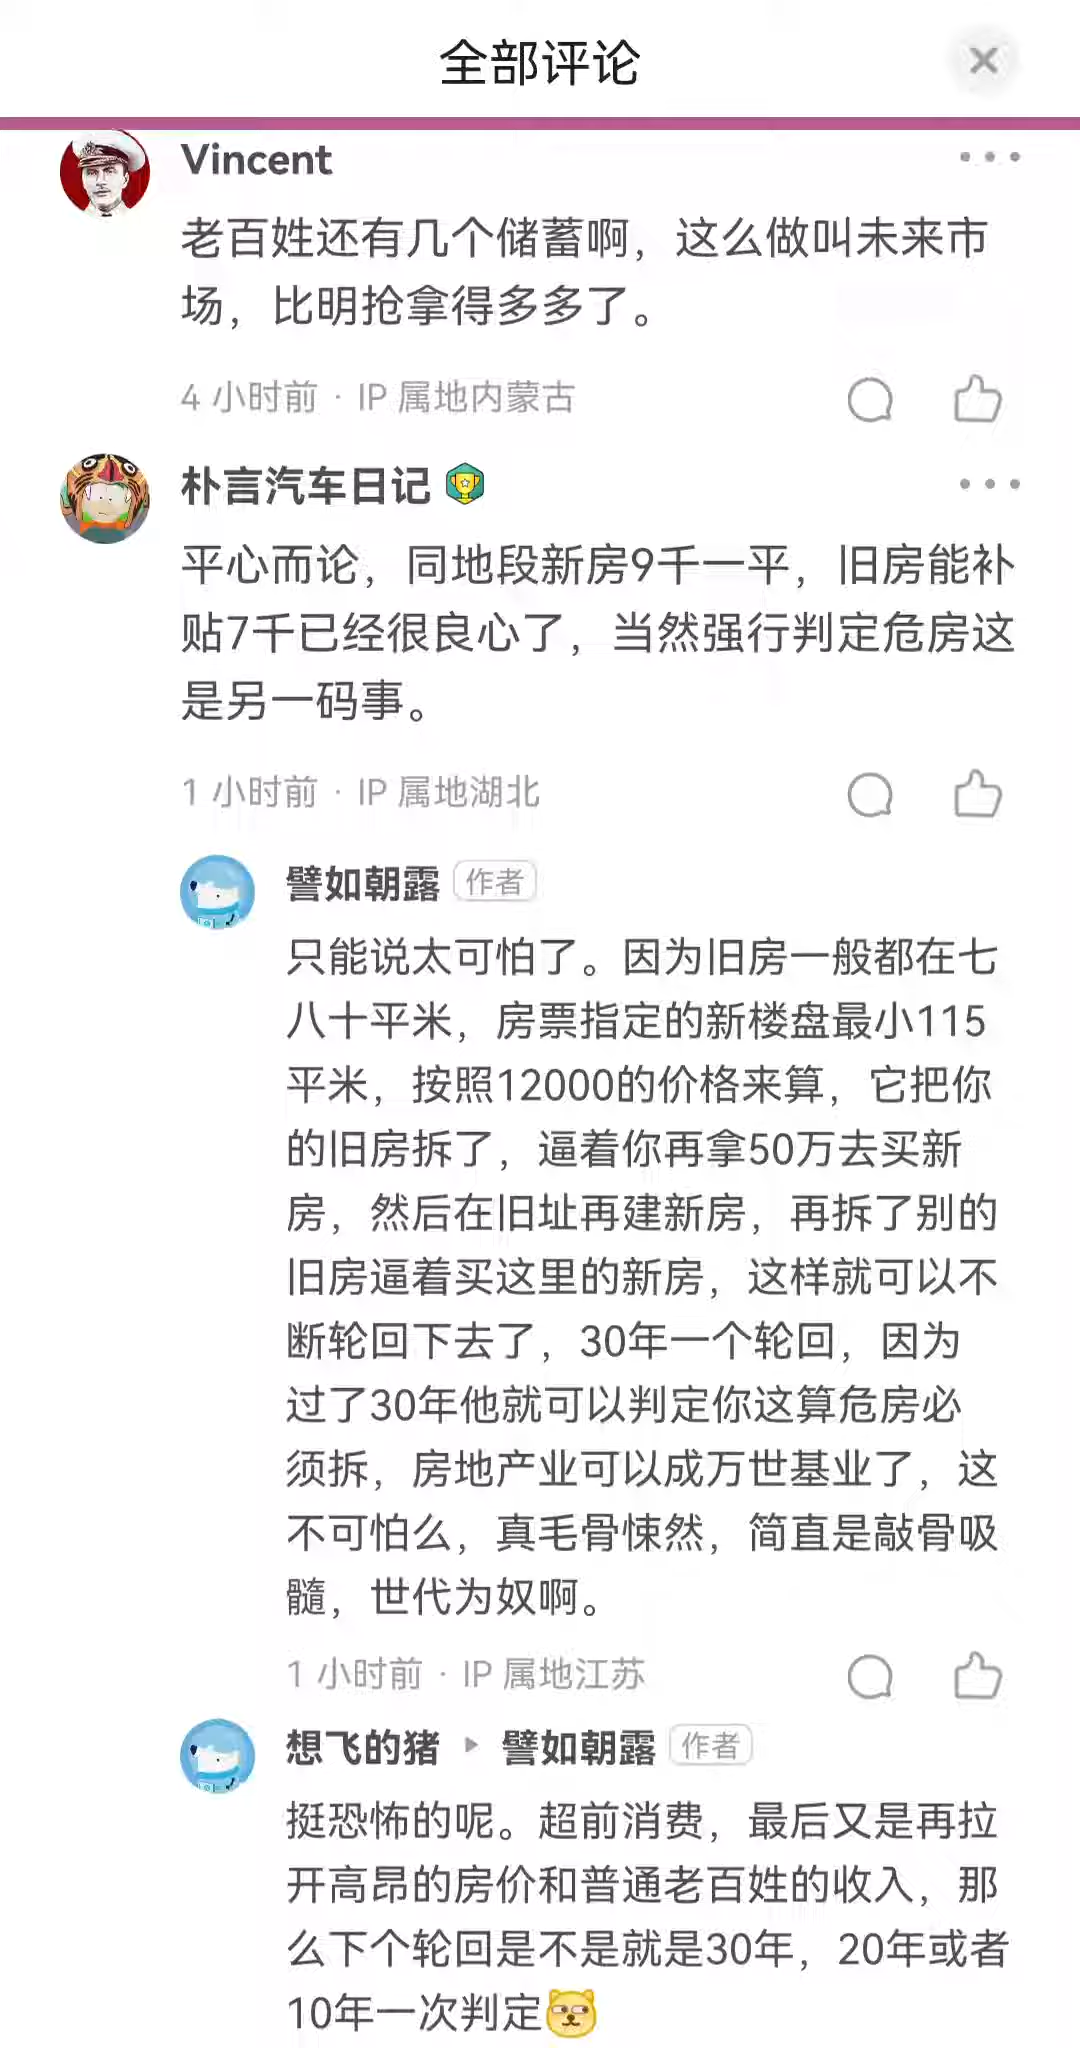 全部评论
Vincent
老百姓还有几个储蓄啊，这么做叫未来市
场，比明抢拿得多多了。
4 小时前 · IP 属地内蒙古
朴言汽车日记
平心而论，同地段新房9千一平，旧房能补
贴7千已经很良心了，当然强行判定危房这
是另一码事。
1 小时前 · IP 属地湖北
譬如朝露 作者
只能说太可怕了。因为旧房一般都在七
八十平米，房票指定的新楼盘最小115
平米，按照12000的价格来算，它把你
的旧房拆了，逼着你再拿50万去买新
房，然后在旧址再建新房，再拆了别的
旧房逼着买这里的新房，这样就可以不
断轮回下去了，30年一个轮回，因为
过了30年他就可以判定你这算危房必
须拆，房地产业可以成万世基业了，这
不可怕么，真毛骨悚然，简直是敲骨吸
髓，世代为奴啊。
1 小时前 · IP 属地江苏
想飞的猪 ▸ 譬如朝露 作者
挺恐怖的呢。超前消费，最后又是再拉
开高昂的房价和普通老百姓的收入，那
么下个轮回是不是就是30年，20年或者
10年一次判定